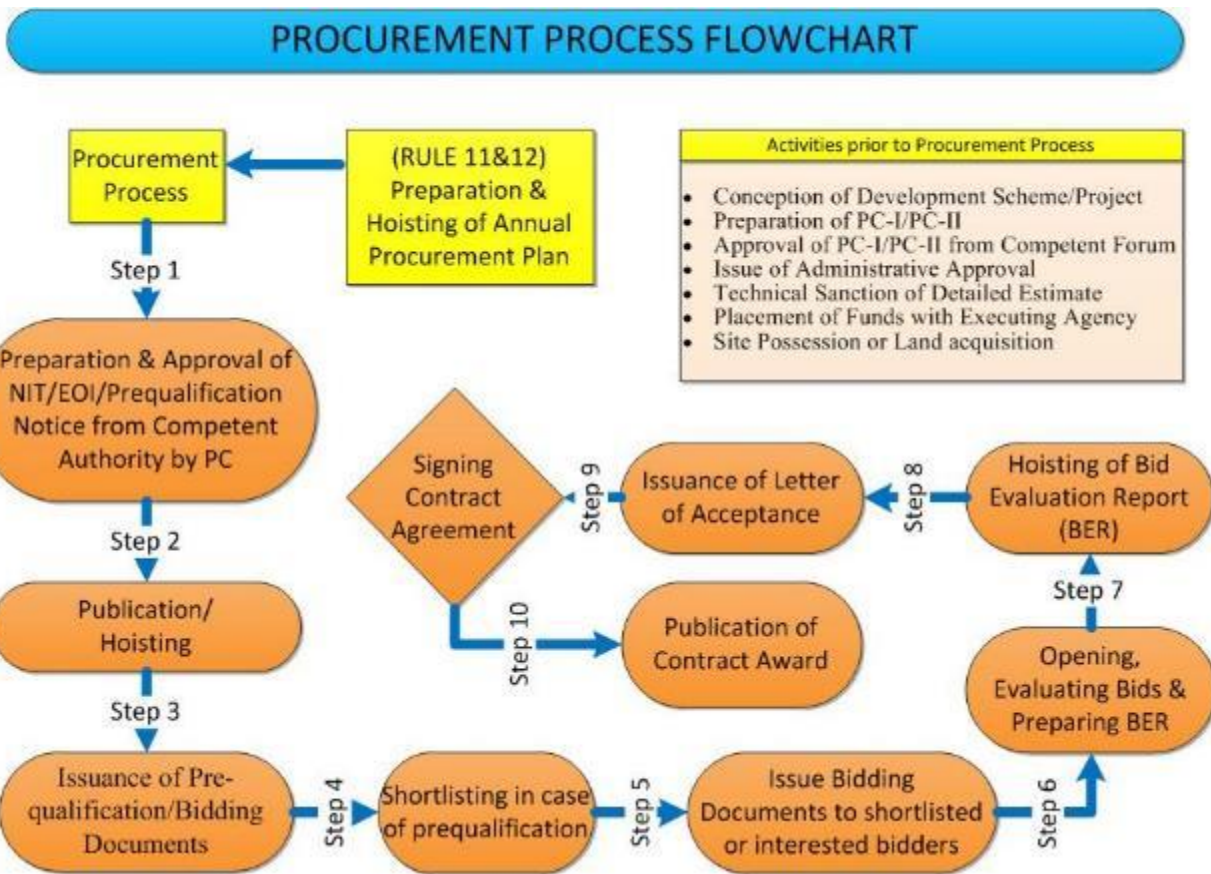 PROCUREMENT PROCESS FLOWCHART
Procurement
Process
(RULE 11&12)
Preparation &
Hoisting of Annual
Procurement Plan
Activities prior to Procurement Process
• Conception of Development Scheme/Project
• Preparation of PC-I/PC-II
• Approval of PC-I/PC-II from Competent Forum
• Issue of Administrative Approval
• Technical Sanction of Detailed Estimate
• Placement of Funds with Executing Agency
• Site Possession or Land acquisition
Step 1
Preparation & Approval of
NIT/EOI/Prequalification
Notice from Competent
Authority by PC
Step 2
Publication/
Hoisting
Step 3
Issuance of Pre-
qualification/Bidding
Documents
Step 4
Shortlisting in case
of prequalification
Step 5
Issue Bidding
Documents to shortlisted
or interested bidders
Step 6
Opening,
Evaluating Bids &
Preparing BER
Step 7
Hoisting of Bid
Evaluation Report
(BER)
Step 8
Issuance of Letter
of Acceptance
Step 9
Signing
Contract
Agreement
Step 10
Publication of
Contract Award